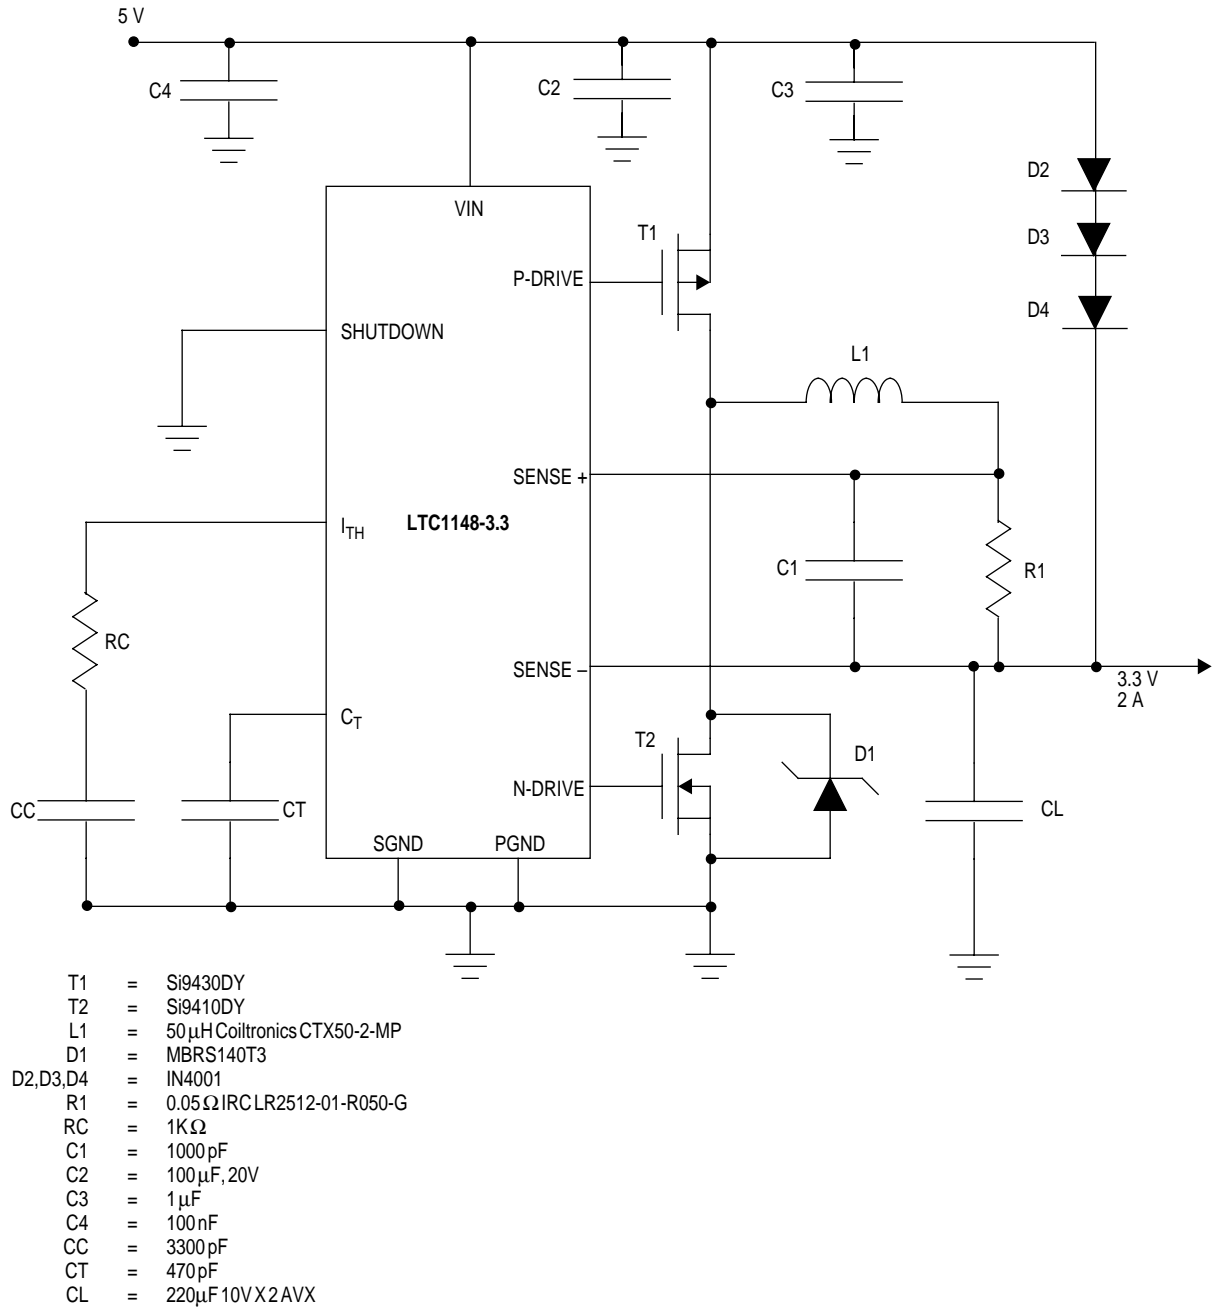 5 V
C4
C2
C3
D2
VIN
T1
D3
P-DRIVE
D4
SHUTDOWN
L1
SENSE +
ITH
LTC1148-3.3
C1
R1
RC
SENSE –
3.3 V
2 A
CT
T2
D1
N-DRIVE
CC
CT
CL
SGND
PGND
T1 = Si9430DY
T2 = Si9410DY
L1 = 50 µH Coiltronics CTX50-2-MP
D1 = MBRS140T3
D2,D3,D4 = IN4001
R1 = 0.05 Ω IRC LR2512-01-R050-G
RC = 1K Ω
C1 = 1000 pF
C2 = 100 µF, 20V
C3 = 1 µF
C4 = 100 nF
CC = 3300 pF
CT = 470 pF
CL = 220µF 10V X 2 AVX